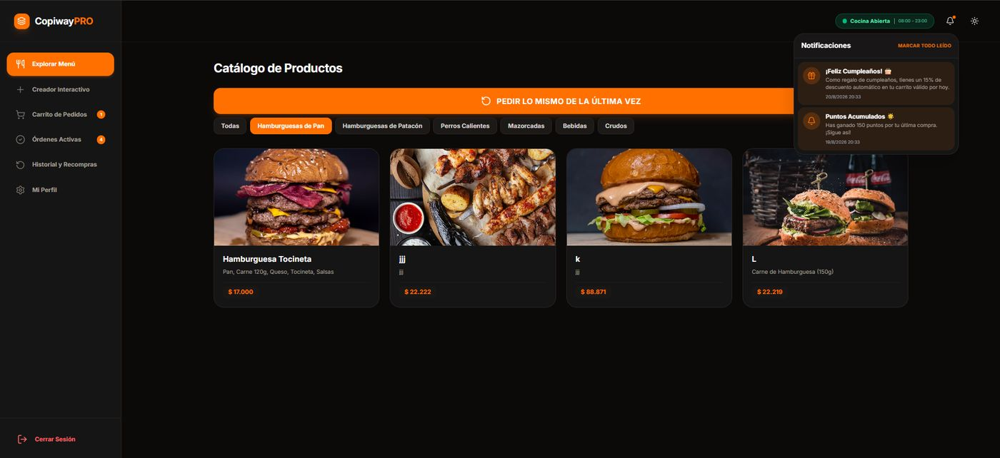 CopiwayPRO
Cocina Abierta | 08:00 - 23:00
Explorar Menú
Creador Interactivo
Carrito de Pedidos 1
Órdenes Activas 4
Historial y Recompras
Mi Perfil
Cerrar Sesión
Notificaciones
MARCAR TODO LEÍDO
¡Feliz Cumpleaños! 🎂
Como regalo de cumpleaños, tienes un 15% de
descuento automático en tu carrito válido por hoy.
20/8/2026 20:33
Puntos Acumulados 🌟
Has ganado 150 puntos por tu última compra.
¡Sigue así!
19/8/2026 20:33
Catálogo de Productos
PEDIR LO MISMO DE LA ÚLTIMA VEZ
Todas
Hamburguesas de Pan
Hamburguesas de Patacón
Perros Calientes
Mazorcadas
Bebidas
Crudos
Hamburguesa Tocineta
Pan, Carne 120g, Queso, Tocineta, Salsas
$ 17.000
jjj
jjj
$ 22.222
k
jjj
$ 88.871
Coca-Cola
L
Carne de Hamburguesa (150g)
$ 22.219